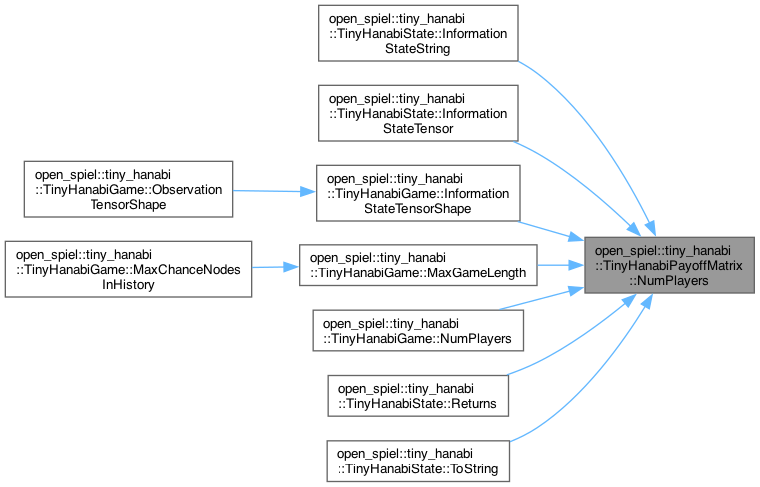 open_spiel::tiny_hanabi
::TinyHanabiState::Information
StateString
open_spiel::tiny_hanabi
::TinyHanabiState::Information
StateTensor
open_spiel::tiny_hanabi
::TinyHanabiGame::Observation
TensorShape
open_spiel::tiny_hanabi
::TinyHanabiGame::Information
StateTensorShape
open_spiel::tiny_hanabi
::TinyHanabiPayoffMatrix
::NumPlayers
open_spiel::tiny_hanabi
::TinyHanabiGame::MaxChanceNodes
InHistory
open_spiel::tiny_hanabi
::TinyHanabiGame::MaxGameLength
open_spiel::tiny_hanabi
::TinyHanabiGame::NumPlayers
open_spiel::tiny_hanabi
::TinyHanabiState::Returns
open_spiel::tiny_hanabi
::TinyHanabiState::ToString